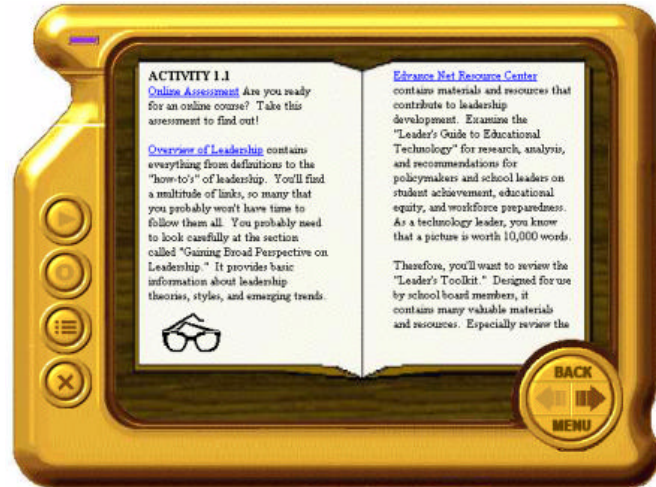 ACTIVITY 1.1
Online Assessment Are you ready
for an online course? Take this
assessment to find out!
Overview of Leadership contains
everything from definitions to the
"how-to's" of leadership. You'll find
a multitude of links, so many that
you probably won't have time to
follow them all. You probably need
to look carefully at the section
called "Gaining Broad Perspective on
Leadership." It provides basic
information about leadership
theories, styles, and emerging trends.
Edvance Net Resource Center
contains materials and resources that
contribute to leadership
development. Examine the
"Leader's Guide to Educational
Technology" for research, analysis,
and recommendations for
policymakers and school leaders on
student achievement, educational
equity, and workforce preparedness.
As a technology leader, you know
that a picture is worth 10,000 words.
Therefore, you'll want to review the
"Leader's Toolkit." Designed for use
by school board members, it
contains many valuable materials
and resources. Especially review the
BACK
MENU